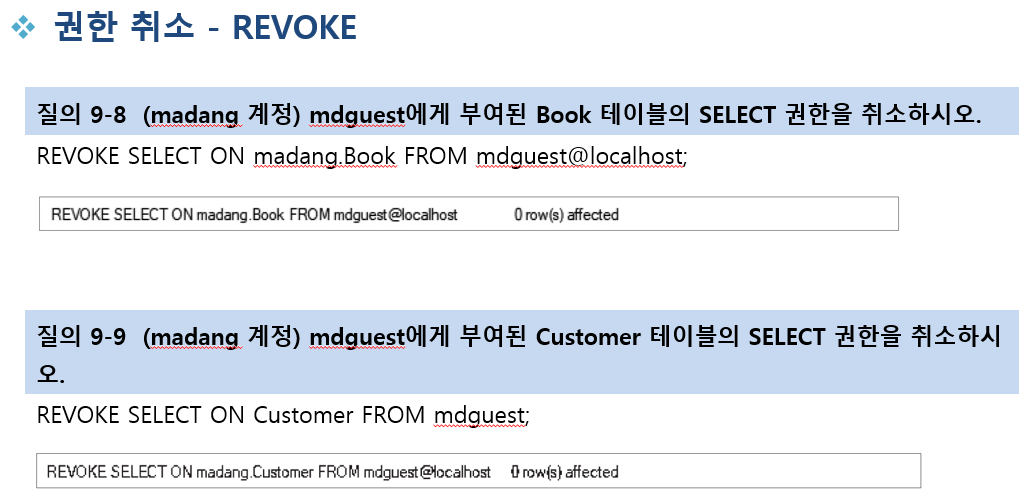 권한 취소 - REVOKE
질의 9-8 (madang 계정) mdguest에게 부여된 Book 테이블의 SELECT 권한을 취소하시오.
REVOKE SELECT ON madang.Book FROM mdguest@localhost;
REVOKE SELECT ON madang.Book FROM mdguest@localhost 0 row(s) affected
질의 9-9 (madang 계정) mdguest에게 부여된 Customer 테이블의 SELECT 권한을 취소하시
오.
REVOKE SELECT ON Customer FROM mdguest;
REVOKE SELECT ON madang.Customer FROM mdguest@localhost 0 row(s) affected